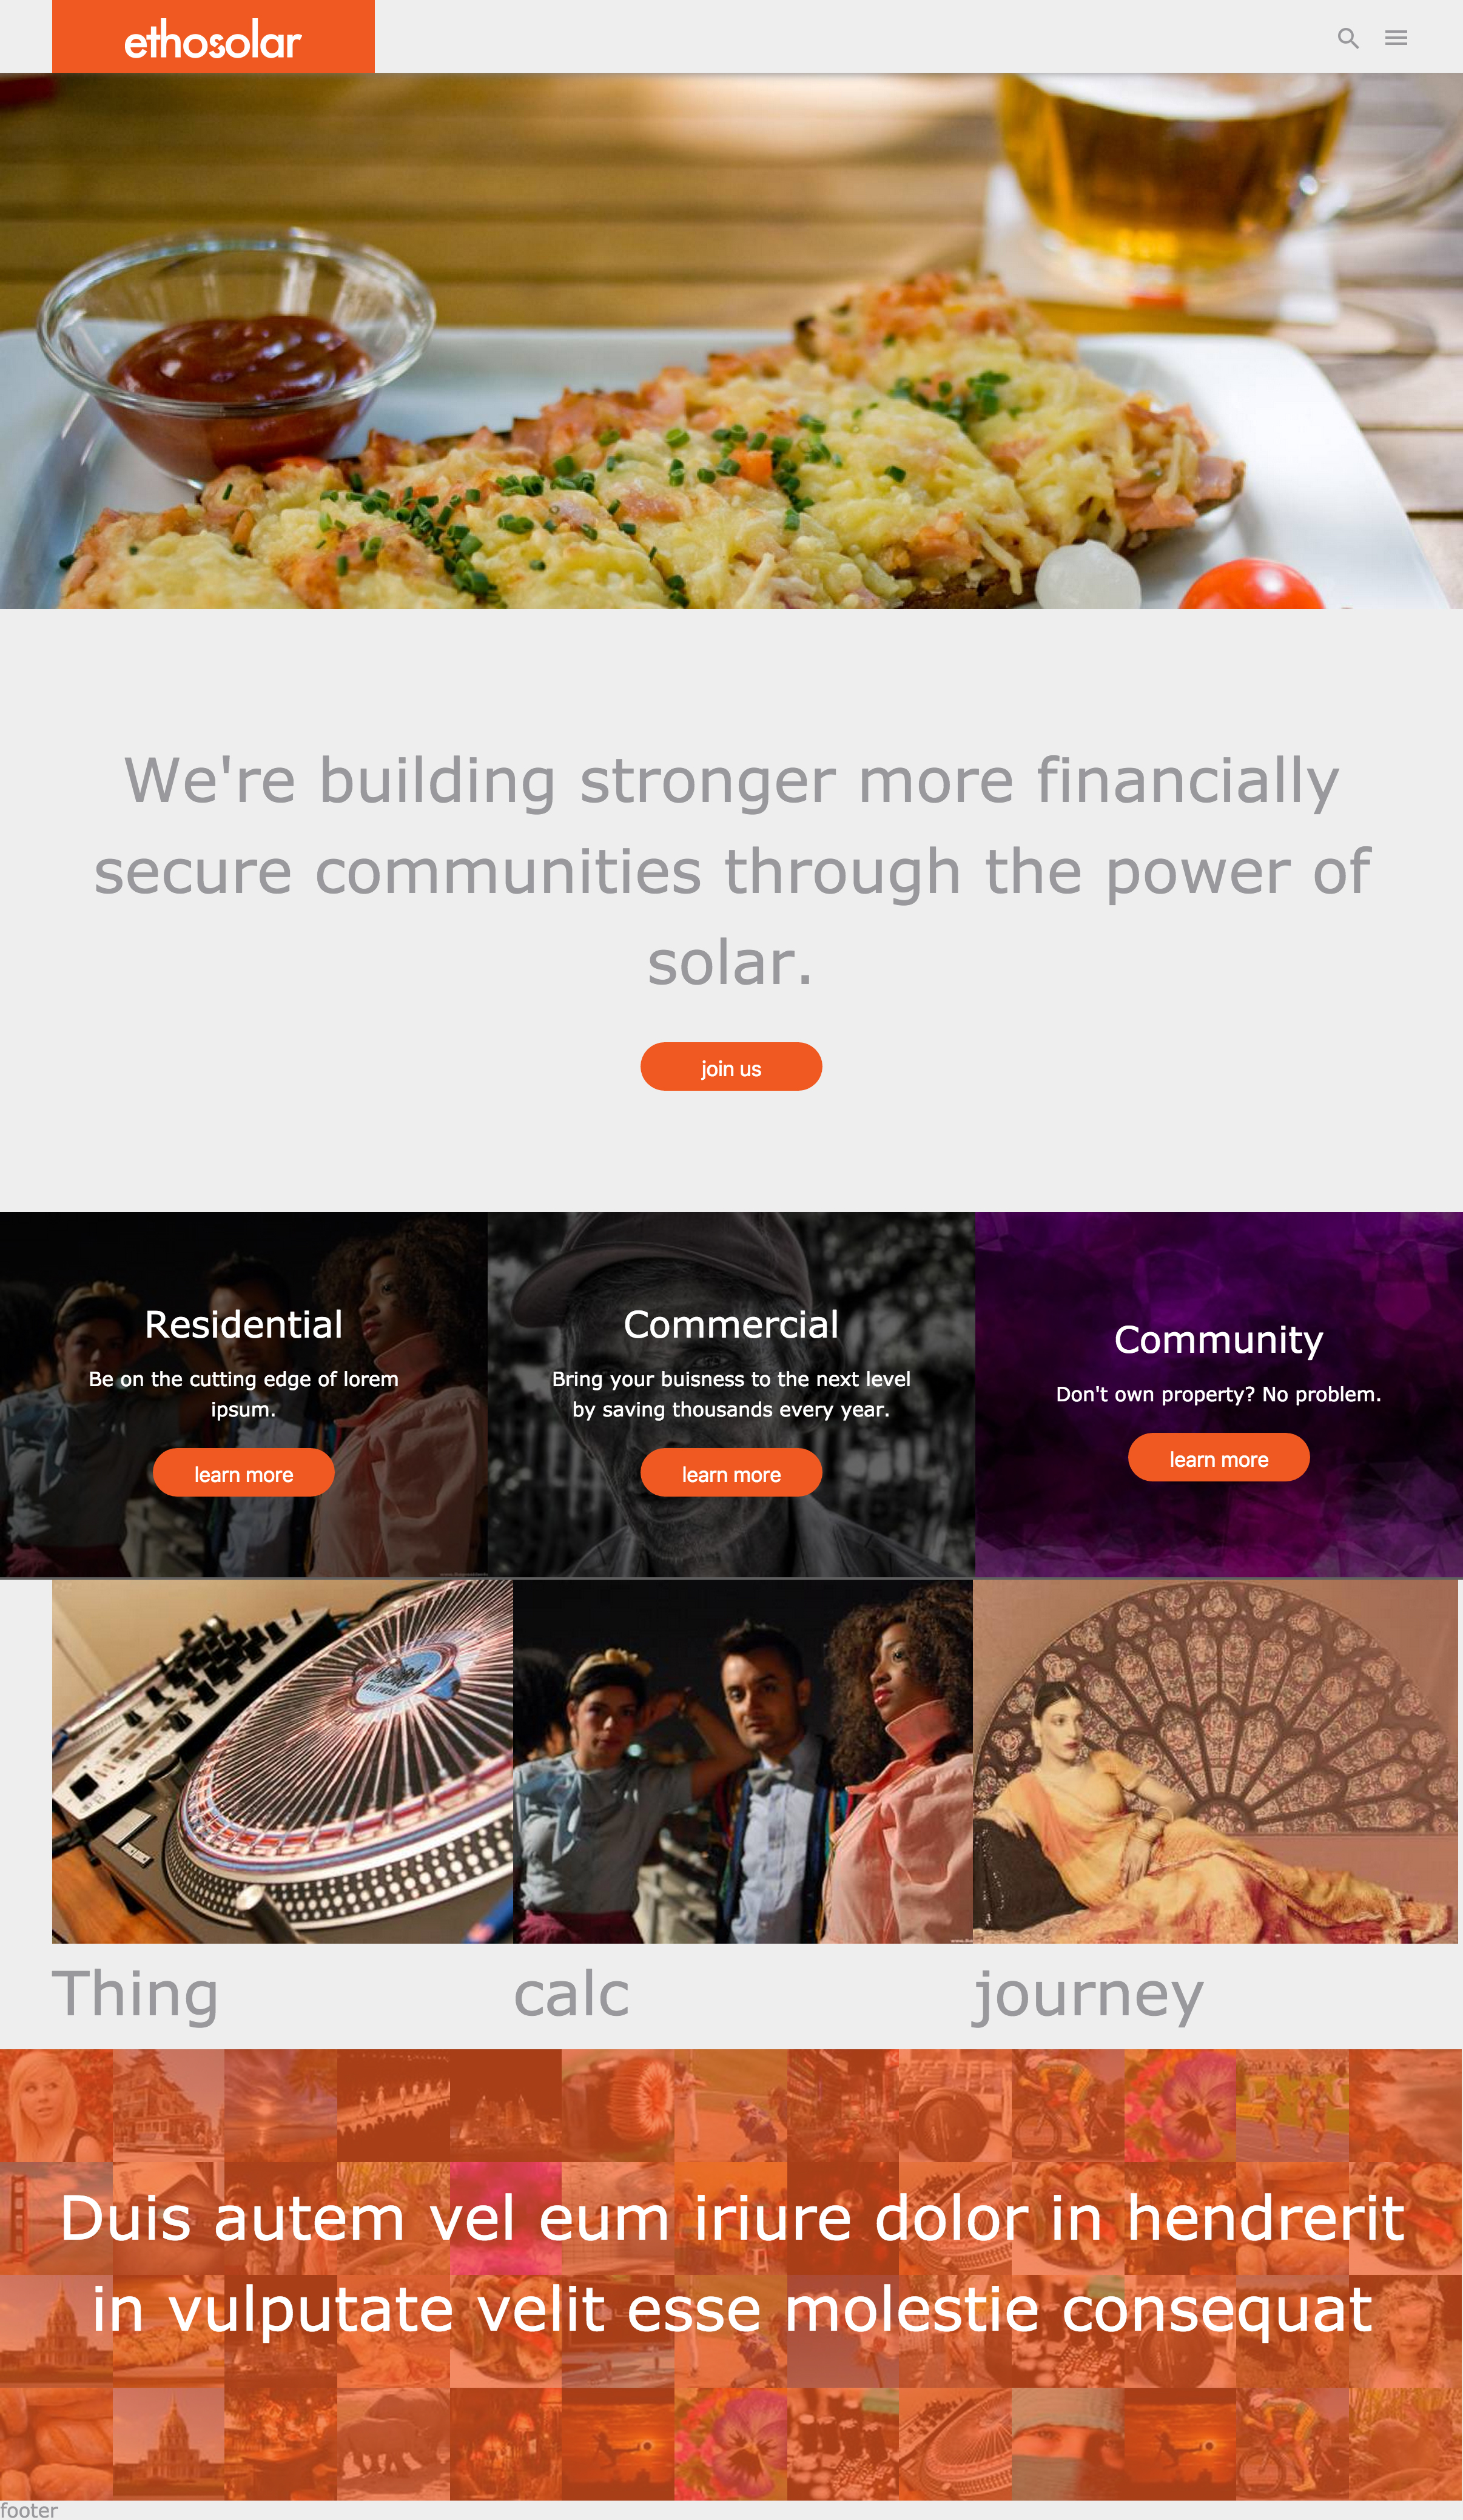 ethosolar
We're building stronger more financially
secure communities through the power of
solar.
join us
Residential
Be on the cutting edge of lorem
ipsum.
learn more
Commercial
Bring your buisness to the next level
by saving thousands every year.
learn more
Community
Don't own property? No problem.
learn more
Thing
calc
journey
Duis autem vel eum iriure dolor in hendrerit
in vulputate velit esse molestie consequat
footer